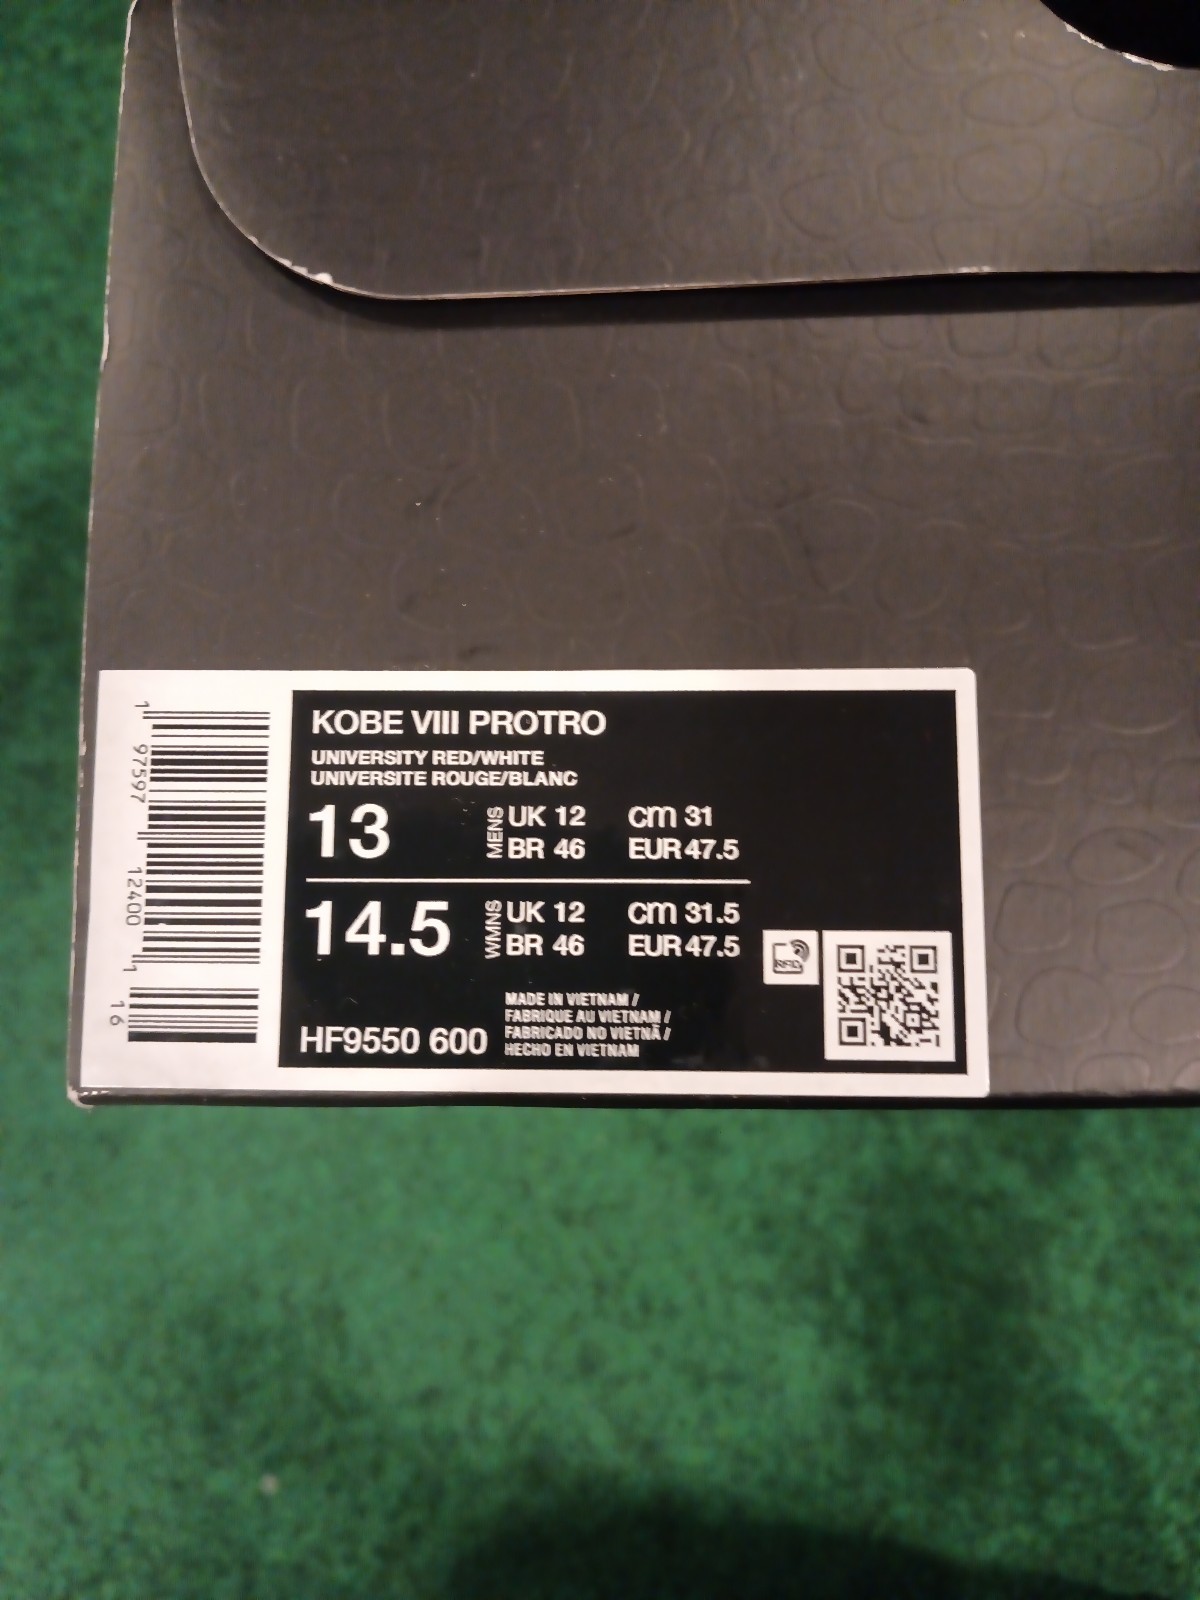 KOBE VIII PROTRO
UNIVERSITY RED/WHITE
UNIVERSITE ROUGE/BLANC
13 MENS UK 12 cm 31
BR 46 EUR 47.5
14.5 WMNS UK 12 cm 31.5
BR 46 EUR 47.5
RFID
MADE IN VIETNAM /
FABRIQUE AU VIETNAM /
FABRICADO NO VIETNÃ /
HECHO EN VIETNAM
HF9550 600
1 97597 12400 1 16